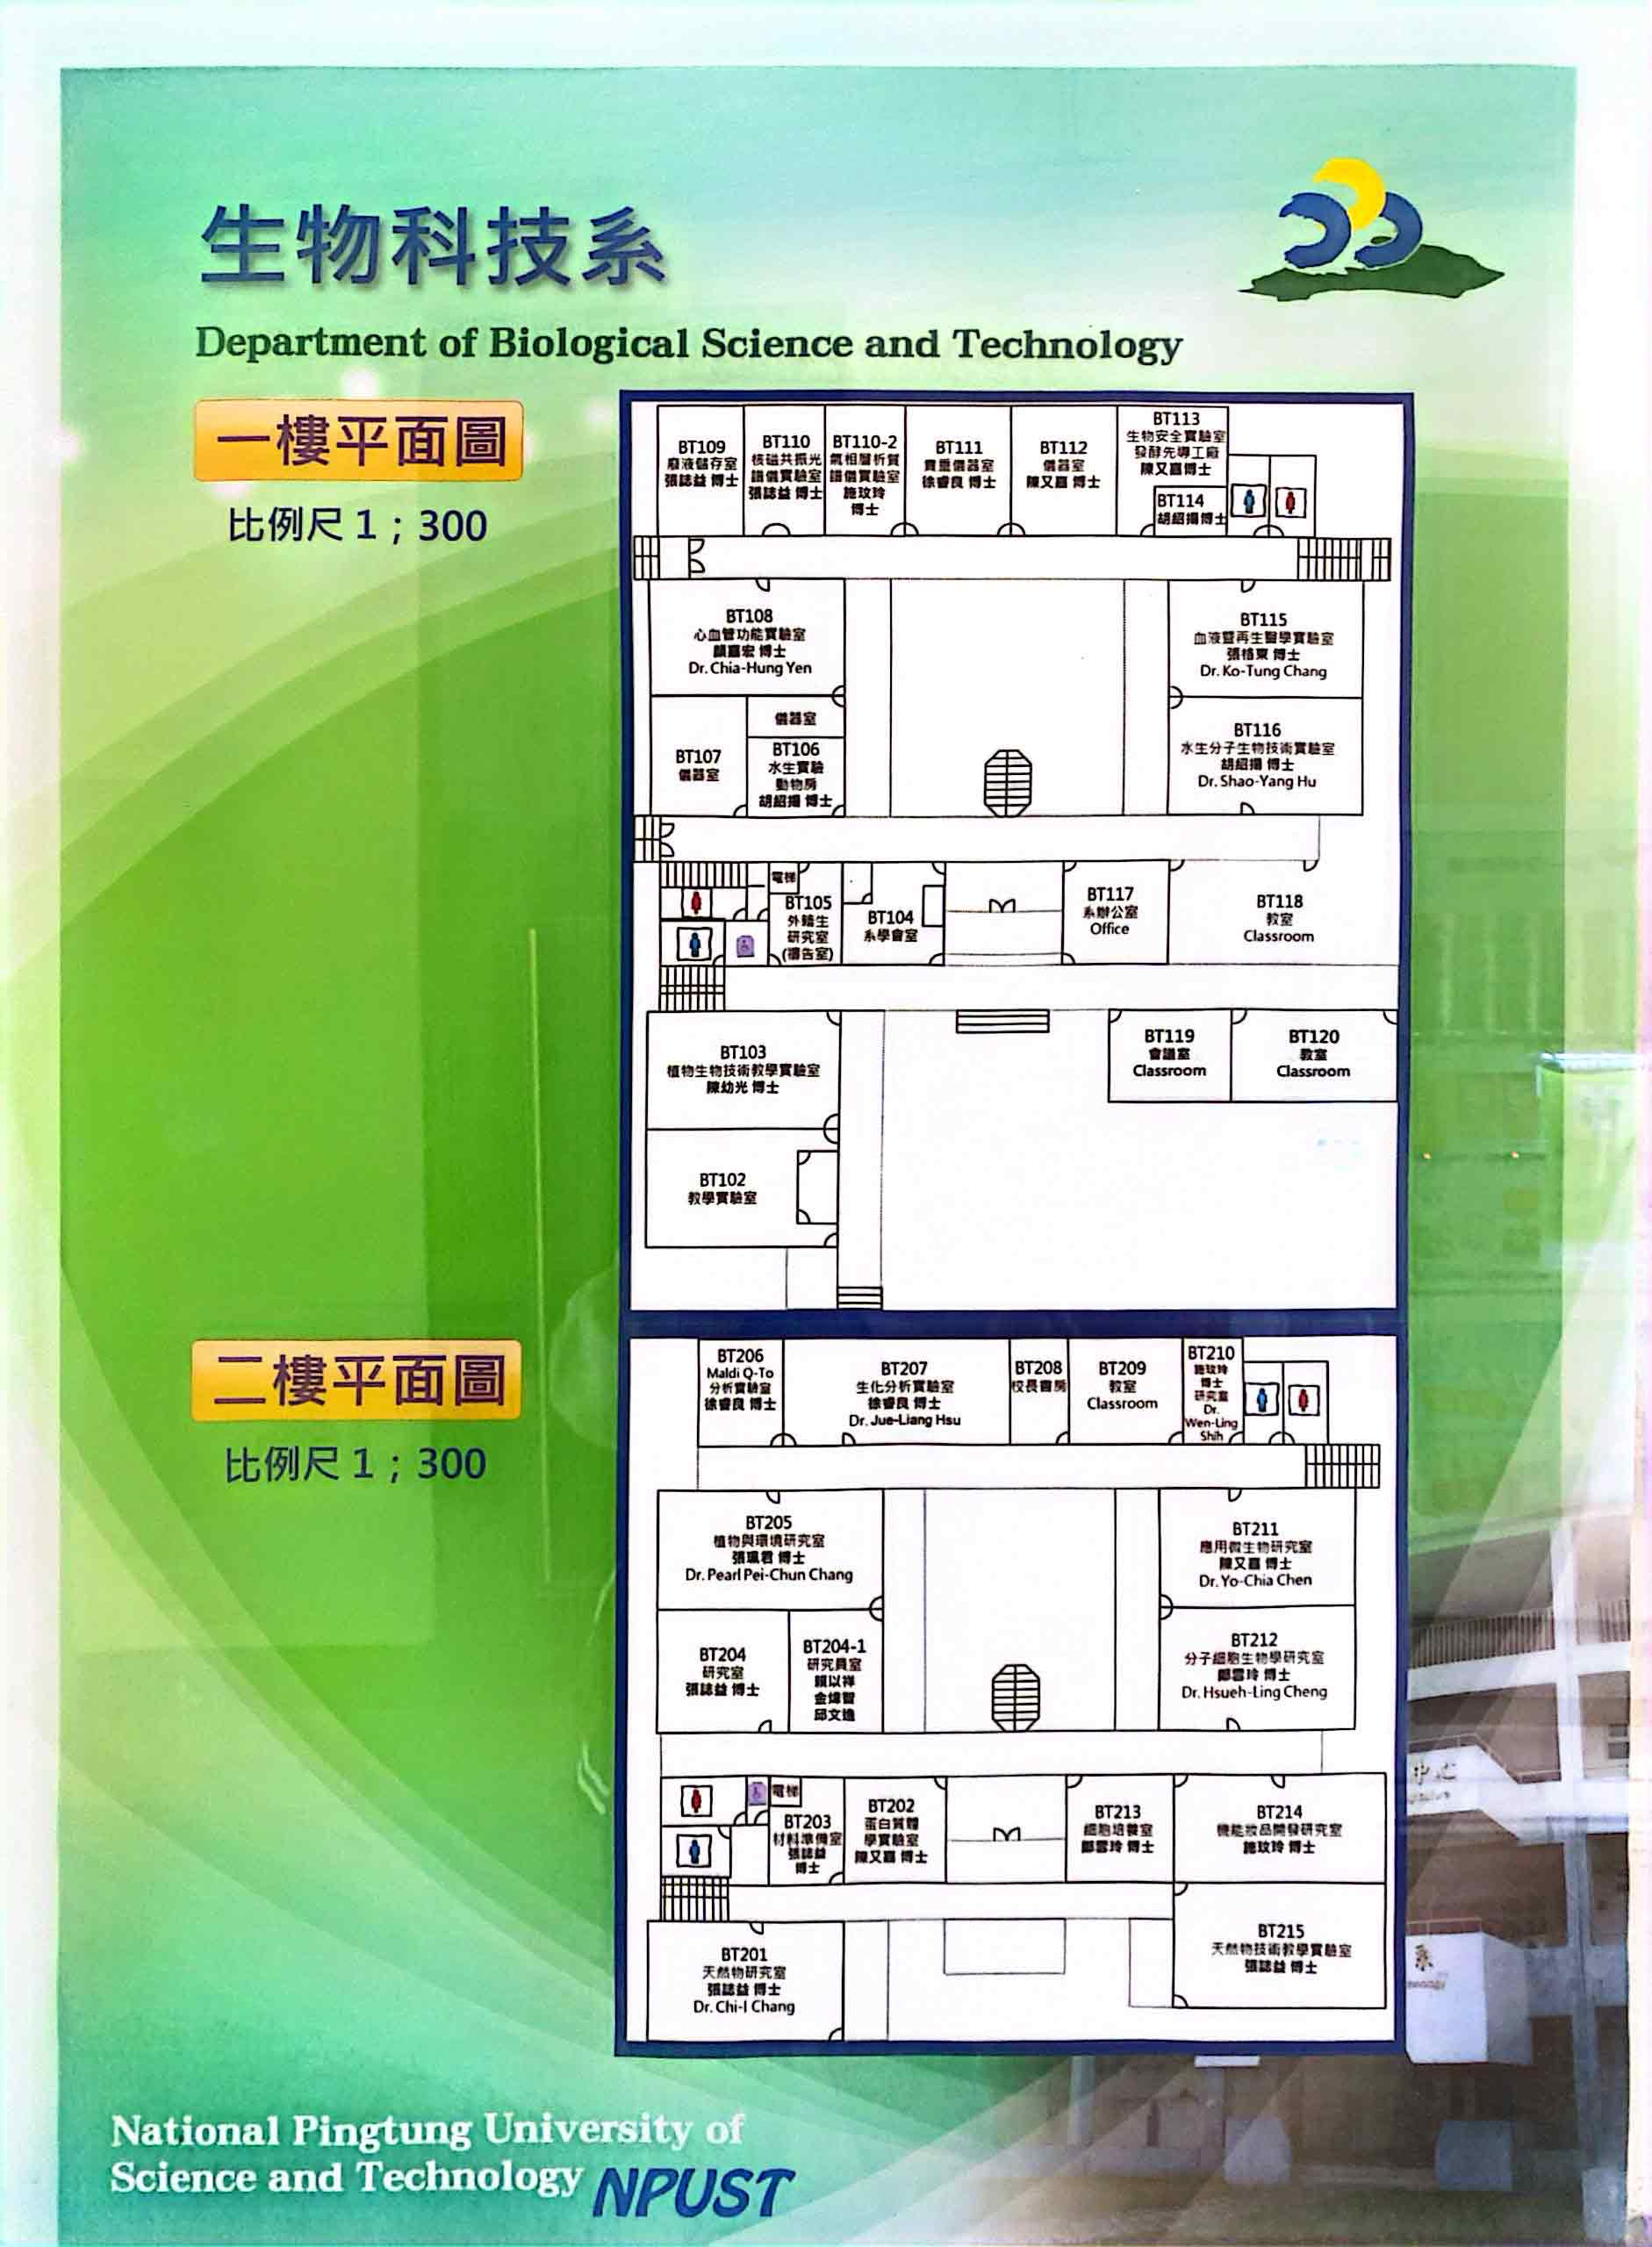 生物科技系
Department of Biological Science and Technology
一樓平面圖
比例尺 1；300
BT109
廢液儲存室
張誌益 博士
BT110
核磁共振光
譜儀實驗室
張誌益 博士
BT110-2
氣相層析質
譜儀實驗室
施玟玲
博士
BT111
貴重儀器室
徐睿良 博士
BT112
儀器室
陳又嘉 博士
BT113
生物安全實驗室
發酵先導工廠
陳又嘉博士
BT114
胡紹揚博士
BT108
心血管功能實驗室
顏嘉宏 博士
Dr. Chia-Hung Yen
BT115
血液暨再生醫學實驗室
張格東 博士
Dr. Ko-Tung Chang
BT107
儀器室
儀器室
BT106
水生實驗
動物房
胡紹揚 博士
BT116
水生分子生物技術實驗室
胡紹揚 博士
Dr. Shao-Yang Hu
電梯
BT105
外籍生
研究室
(禱告室)
BT104
系學會室
BT117
系辦公室
Office
BT118
教室
Classroom
BT103
植物生物技術教學實驗室
陳幼光 博士
BT119
會議室
Classroom
BT120
教室
Classroom
BT102
教學實驗室
二樓平面圖
比例尺 1；300
BT206
Maldi Q-To
分析實驗室
徐睿良 博士
BT207
生化分析實驗室
徐睿良 博士
Dr. Jue-Liang Hsu
BT208
校長書房
BT209
教室
Classroom
BT210
施玟玲
博士
研究室
Dr.
Wen-Ling
Shih
BT205
植物與環境研究室
張珮君 博士
Dr. Pearl Pei-Chun Chang
BT211
應用微生物研究室
陳又嘉 博士
Dr. Yo-Chia Chen
BT204
研究室
張誌益 博士
BT204-1
研究員室
賴以祥
金煒智
邱文逸
BT212
分子細胞生物學研究室
鄭雪玲 博士
Dr. Hsueh-Ling Cheng
電梯
BT203
材料準備室
張誌益
博士
BT202
蛋白質體
學實驗室
陳又嘉 博士
BT213
細胞培養室
鄭雪玲 博士
BT214
機能妝品開發研究室
施玟玲 博士
BT201
天然物研究室
張誌益 博士
Dr. Chi-I Chang
BT215
天然物技術教學實驗室
張誌益 博士
中心
系
National Pingtung University of
Science and Technology NPUST